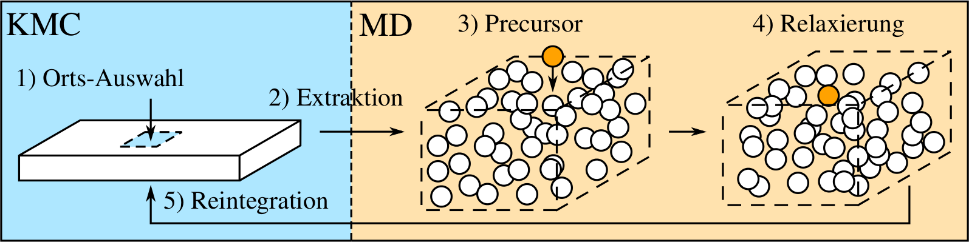 KMC
MD
1) Orts-Auswahl
2) Extraktion
3) Precursor
4) Relaxierung
5) Reintegration